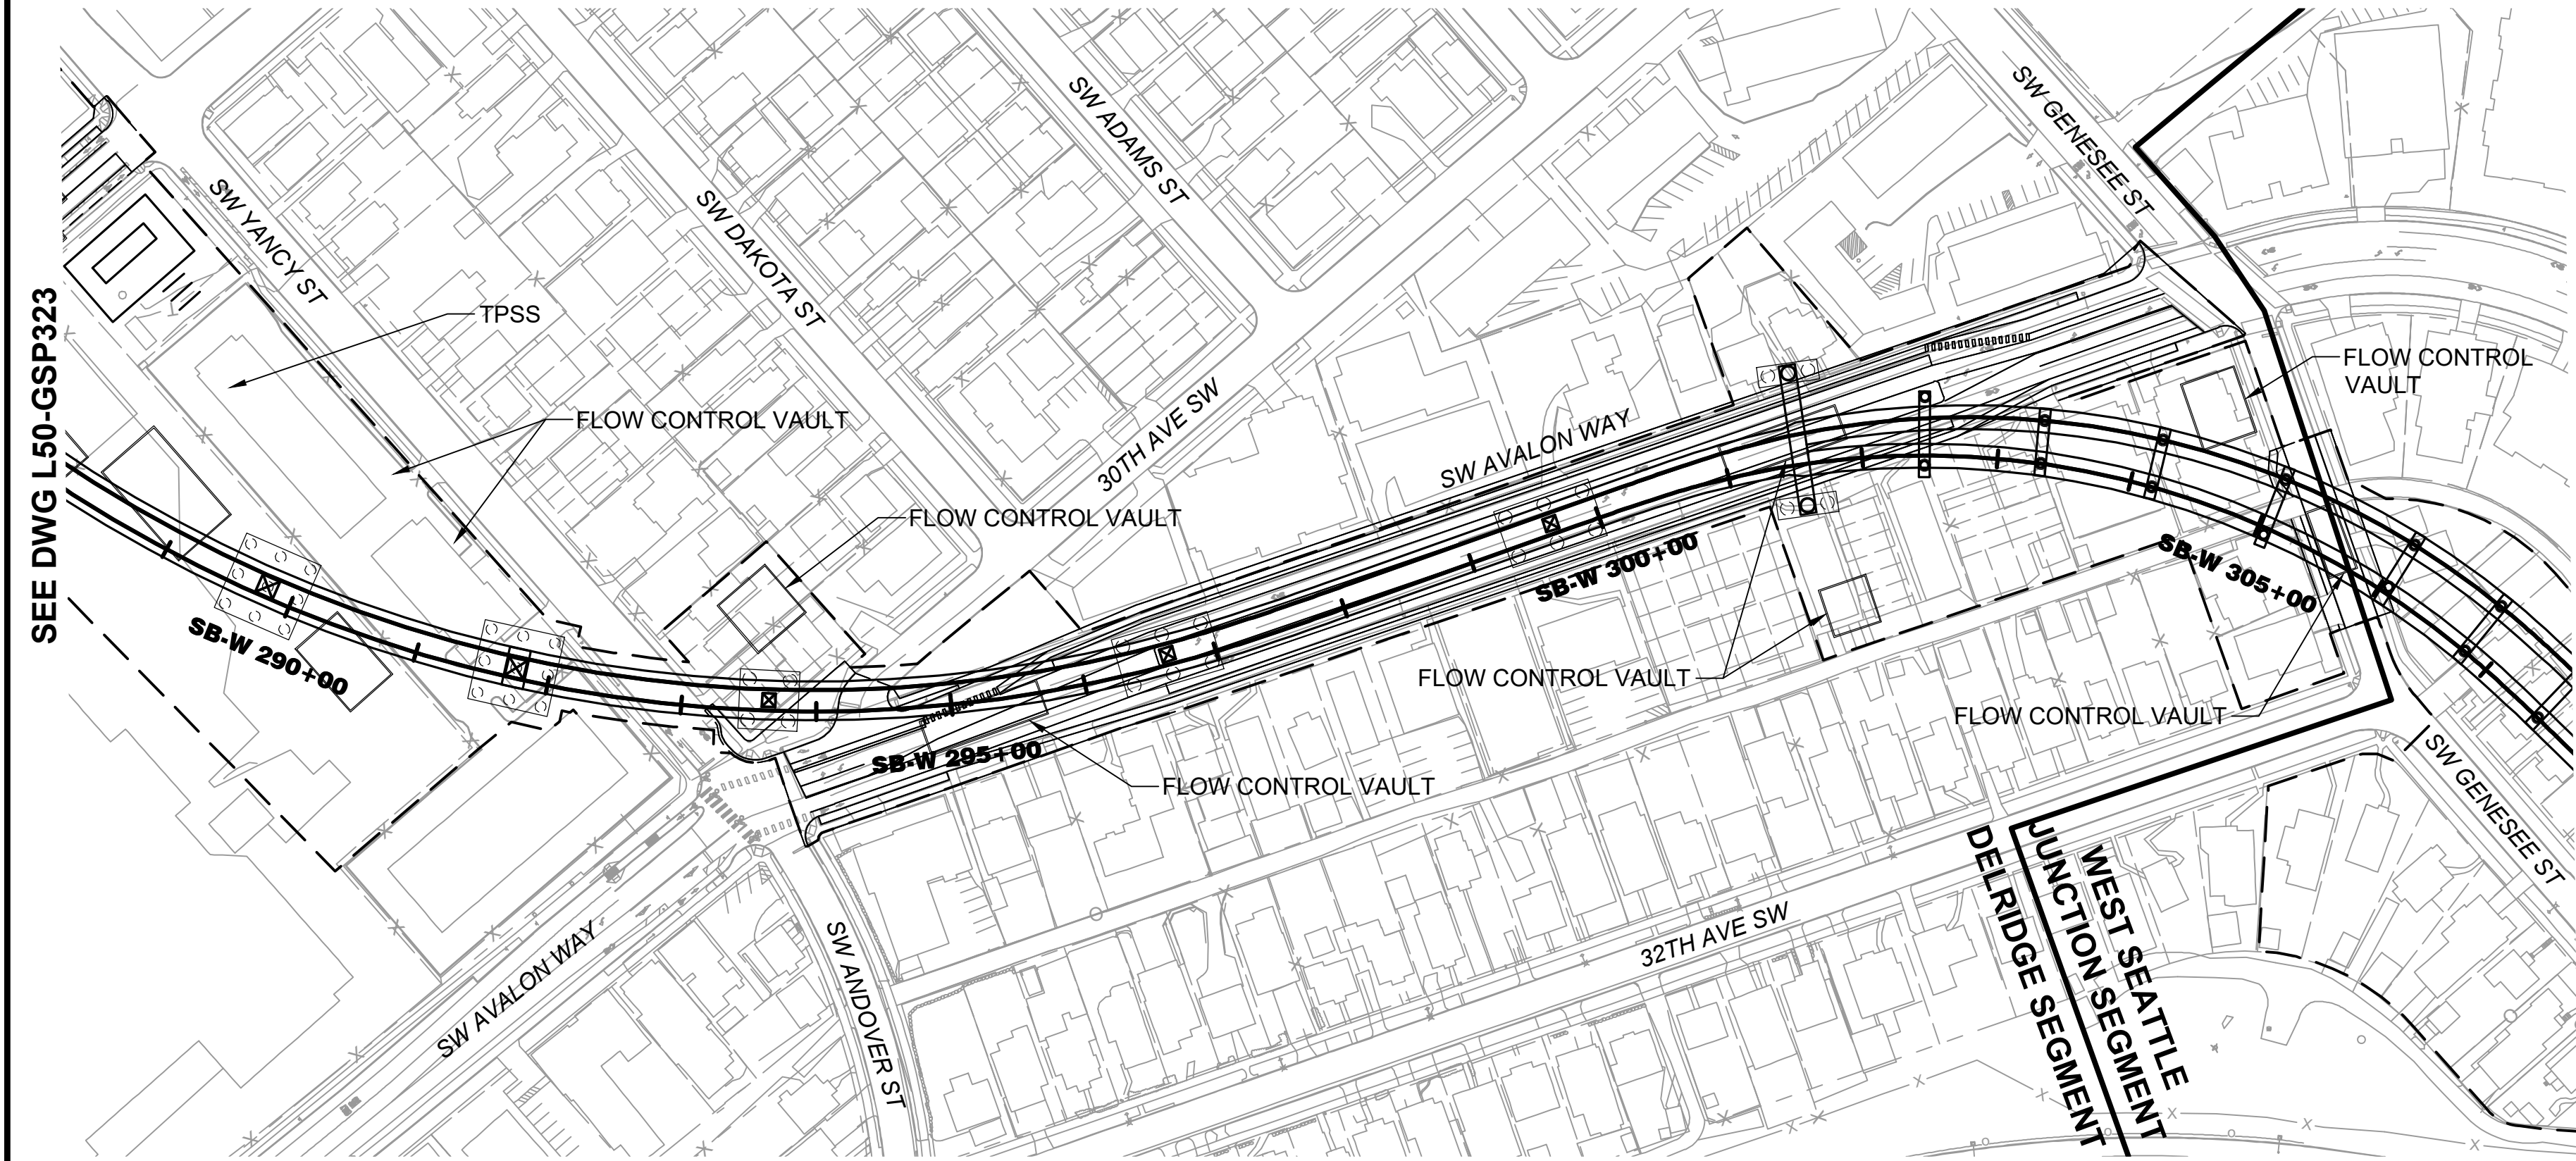 SEE DWG L50-GSP323
SW YANCY ST
TPSS
FLOW CONTROL VAULT
SW DAKOTA ST
SW ADAMS ST
30TH AVE SW
FLOW CONTROL VAULT
SW AVALON WAY
SW GENESEE ST
FLOW CONTROL
VAULT
SB-W 290+00
SB-W 295+00
SB-W 300+00
SB-W 305+00
FLOW CONTROL VAULT
FLOW CONTROL VAULT
FLOW CONTROL VAULT
SW AVALON WAY
SW ANDOVER ST
32TH AVE SW
SW GENESEE ST
WEST SEATTLE
JUNCTION SEGMENT
DELRIDGE SEGMENT